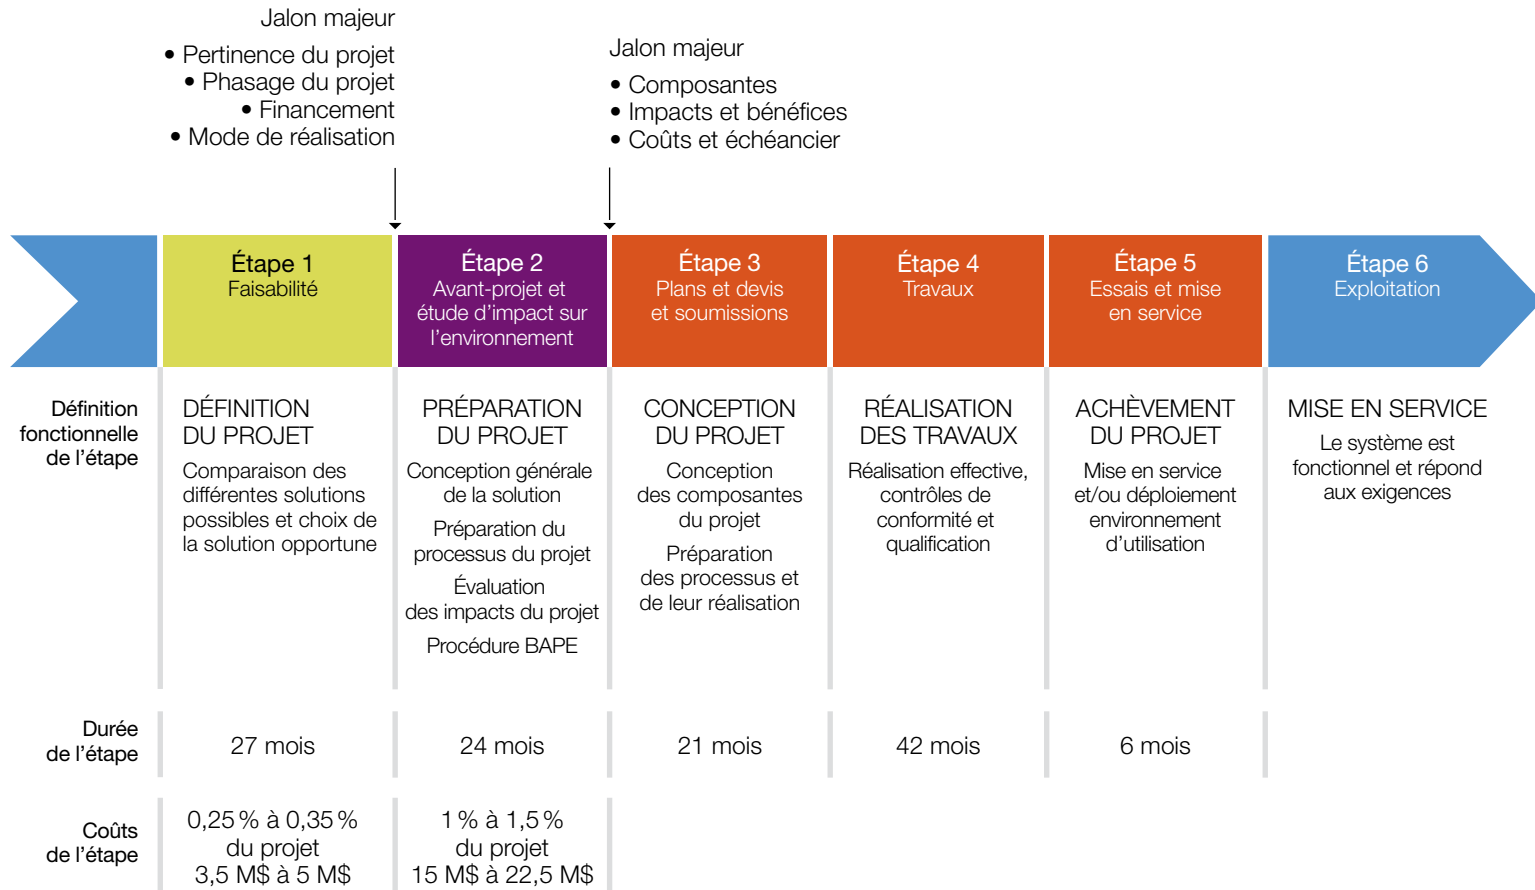 Jalon majeur
• Pertinence du projet
• Phasage du projet
• Financement
• Mode de réalisation
Jalon majeur
• Composantes
• Impacts et bénéfices
• Coûts et échéancier
Étape 1
Faisabilité
Étape 2
Avant-projet et
étude d'impact sur
l'environnement
Étape 3
Plans et devis
et soumissions
Étape 4
Travaux
Étape 5
Essais et mise
en service
Étape 6
Exploitation
Définition
fonctionnelle
de l'étape
DÉFINITION
DU PROJET
Comparaison des
différentes solutions
possibles et choix de
la solution opportune
PRÉPARATION
DU PROJET
Conception générale
de la solution
Préparation du
processus du projet
Évaluation
des impacts du projet
Procédure BAPE
CONCEPTION
DU PROJET
Conception
des composantes
du projet
Préparation
des processus et
de leur réalisation
RÉALISATION
DES TRAVAUX
Réalisation effective,
contrôles de
conformité et
qualification
ACHÈVEMENT
DU PROJET
Mise en service
et/ou déploiement
environnement
d'utilisation
MISE EN SERVICE
Le système est
fonctionnel et répond
aux exigences
Durée
de l'étape
27 mois
24 mois
21 mois
42 mois
6 mois
Coûts
de l'étape
0,25 % à 0,35 %
du projet
3,5 M$ à 5 M$
1 % à 1,5 %
du projet
15 M$ à 22,5 M$